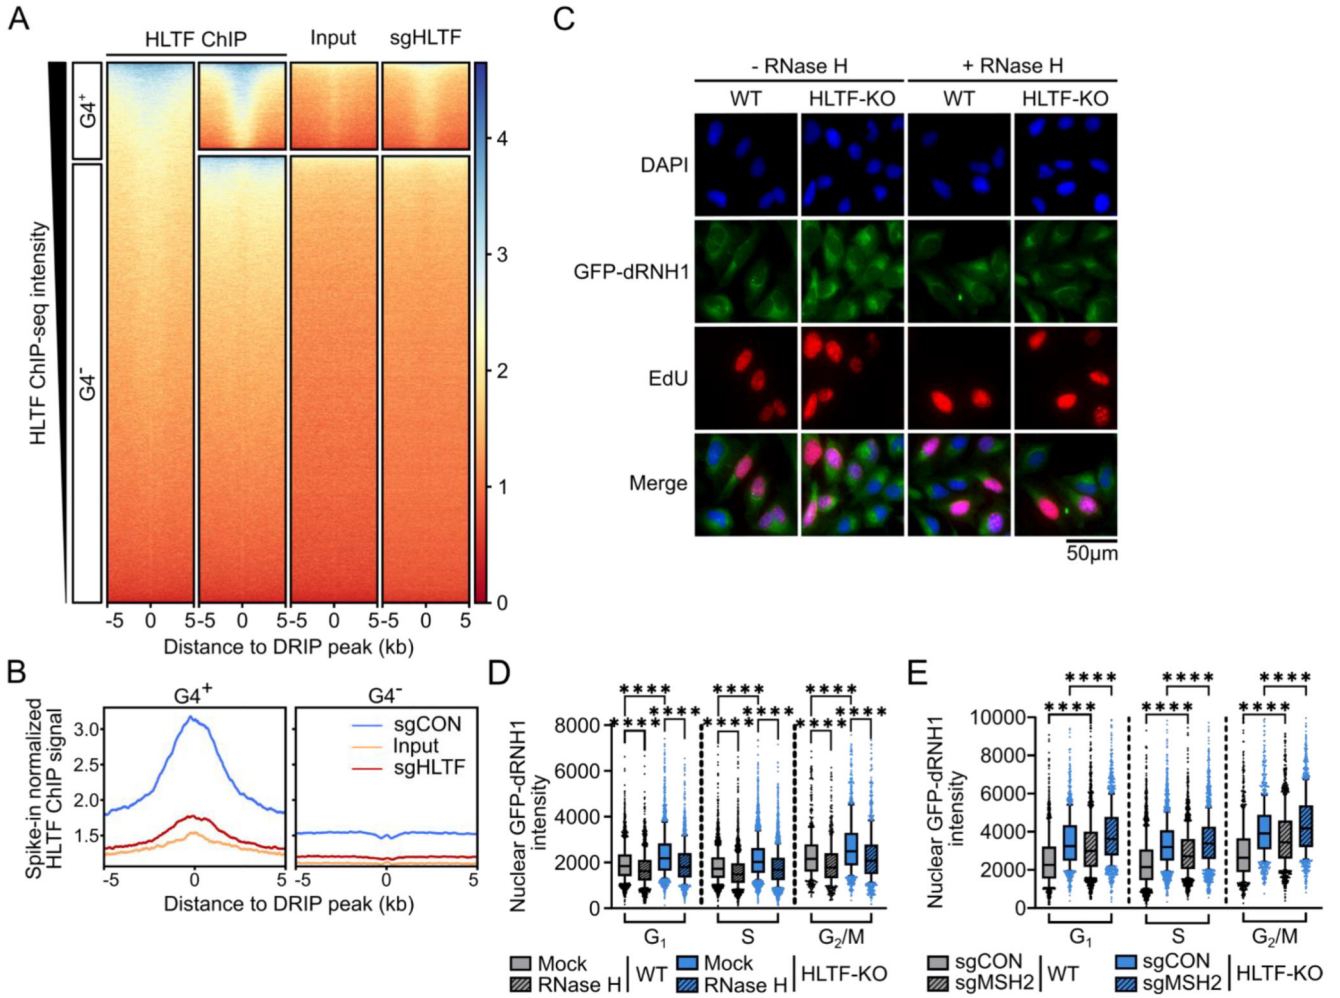 A
HLTF ChIP
Input
sgHLTF
G4+
G4-
HLTF ChIP-seq intensity
4
3
2
1
0
-5 0 5-5 0 5-5 0 5-5 0 5
Distance to DRIP peak (kb)
B
G4+
G4-
Spike-in normalized
HLTF ChIP signal
3.0
2.5
2.0
1.5
sgCON
Input
sgHLTF
-5 0 5-5 0 5
Distance to DRIP peak (kb)
C
- RNase H
+ RNase H
WT
HLTF-KO
WT
HLTF-KO
DAPI
GFP-dRNH1
EdU
Merge
50µm
D
Nuclear GFP-dRNH1
intensity
8000
6000
4000
2000
0
**** **** ****
**** **** **** **** **** ****
G1
S
G2/M
Mock
RNase H
WT
Mock
RNase H
HLTF-KO
E
Nuclear GFP-dRNH1
intensity
10000
8000
6000
4000
2000
0
**** **** ****
**** **** ****
G1
S
G2/M
sgCON
sgMSH2
WT
sgCON
sgMSH2
HLTF-KO